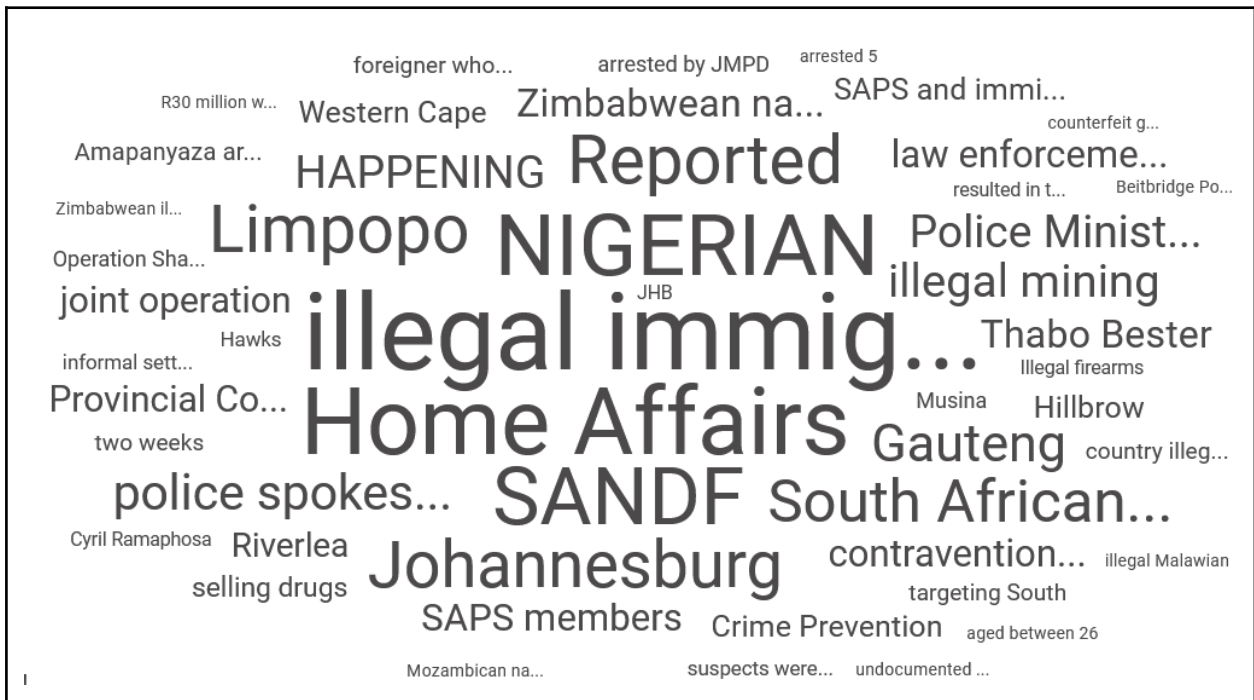 foreigner who...
arrested by JMPD
arrested 5
R30 million w...
Western Cape
Zimbabwean na...
SAPS and immi...
counterfeit g...
Amapanyaza ar...
HAPPENING
Reported
law enforceme...
resulted in t...
Beitbridge Po...
Zimbabwean il...
Limpopo
NIGERIAN
Police Minist...
Operation Sha...
illegal mining
joint operation
JHB
illegal immig...
Thabo Bester
Hawks
informal sett...
Illegal firearms
Provincial Co...
Home Affairs
Musina
Hillbrow
two weeks
Gauteng
country illeg...
police spokes...
SANDF
South African...
Cyril Ramaphosa
Riverlea
Johannesburg
contravention...
illegal Malawian
selling drugs
targeting South
SAPS members
Crime Prevention
aged between 26
Mozambican na...
suspects were...
undocumented ...
I